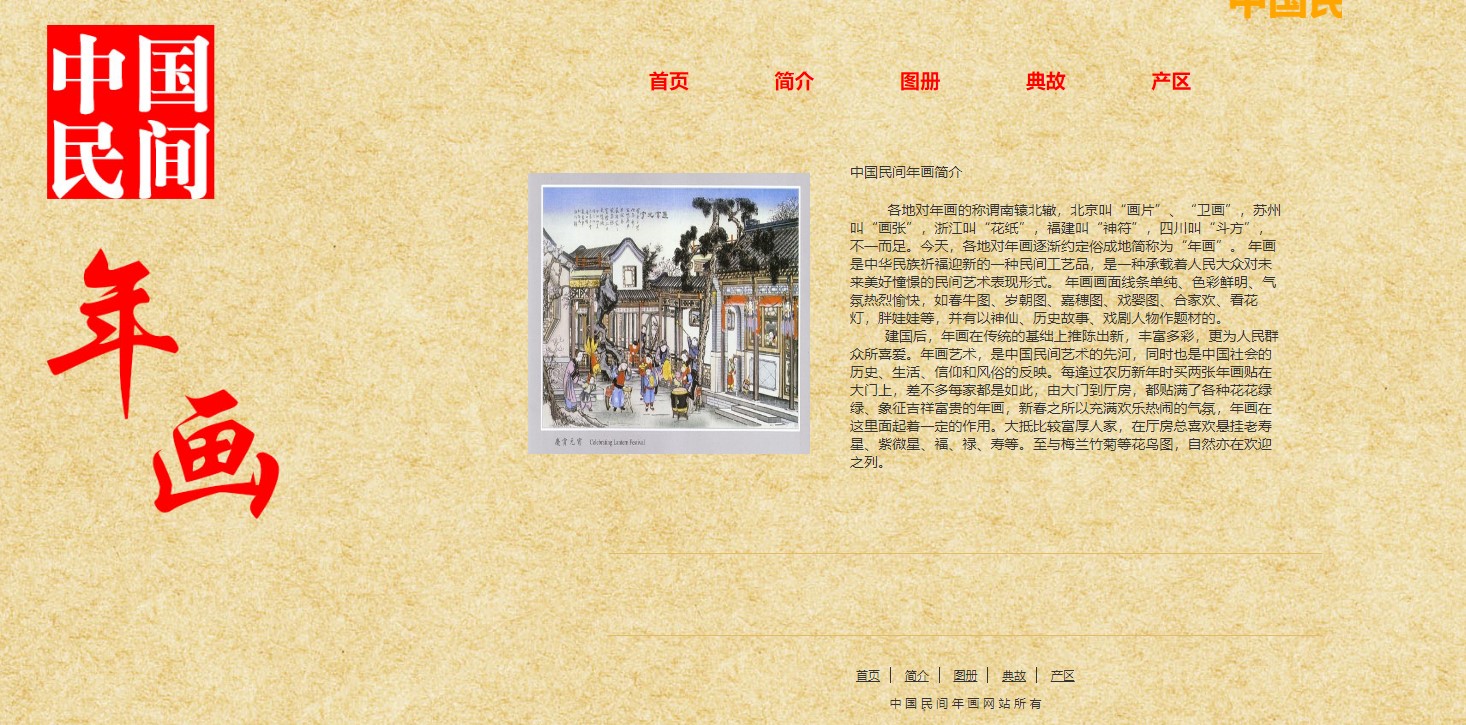 中国民
中国
民间
年画
首页 简介 图册 典故 产区
中国民间年画简介
各地对年画的称谓南辕北辙，北京叫“画片”、“卫画”，苏州
叫“画张”，浙江叫“花纸”，福建叫“神符”，四川叫“斗方”，
不一而足。今天，各地对年画逐渐约定俗成地简称为“年画”。 年画
是中华民族祈福迎新的一种民间工艺品，是一种承载着人民大众对未
来美好憧憬的民间艺术表现形式。 年画画面线条单纯、色彩鲜明、气
氛热烈愉快，如春牛图、岁朝图、嘉穗图、戏婴图、合家欢、看花
灯，胖娃娃等，并有以神仙、历史故事、戏剧人物作题材的。
建国后，年画在传统的基础上推陈出新，丰富多彩，更为人民群
众所喜爱。年画艺术，是中国民间艺术的先河，同时也是中国社会的
历史、生活、信仰和风俗的反映。每逢过农历新年时买两张年画贴在
大门上，差不多每家都是如此，由大门到厅房，都贴满了各种花花绿
绿、象征吉祥富贵的年画，新春之所以充满欢乐热闹的气氛，年画在
这里面起着一定的作用。大抵比较富厚人家，在厅房总喜欢悬挂老寿
星、紫微星、福、禄、寿等。至与梅兰竹菊等花鸟图，自然亦在欢迎
之列。
庆赏元宵 Celebrating Lantern Festival
首页 | 简介 | 图册 | 典故 | 产区
中国民间年画网站所有